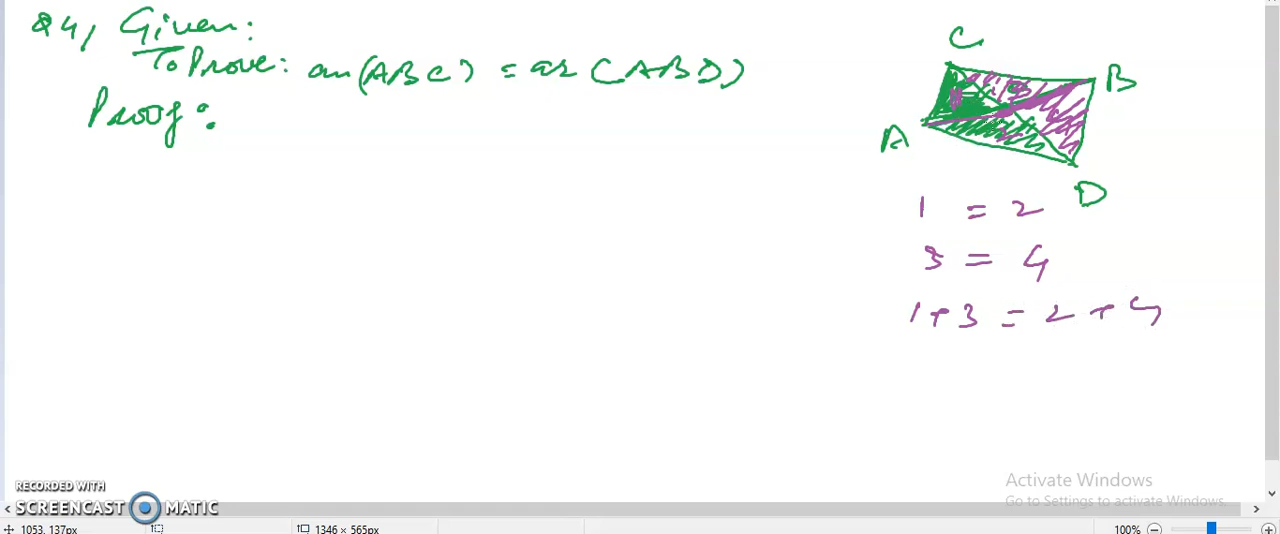 Q4, Given:
To Prove: ar(ABC) = ar (ABD)
Proof:
C
B
A
D
1 = 2
3 = 4
1+3 = 2+4
RECORDED WITH
SCREENCAST MATIC
Activate Windows
Go to Settings to activate Windows.
1053, 137px
1346 × 565px
100%